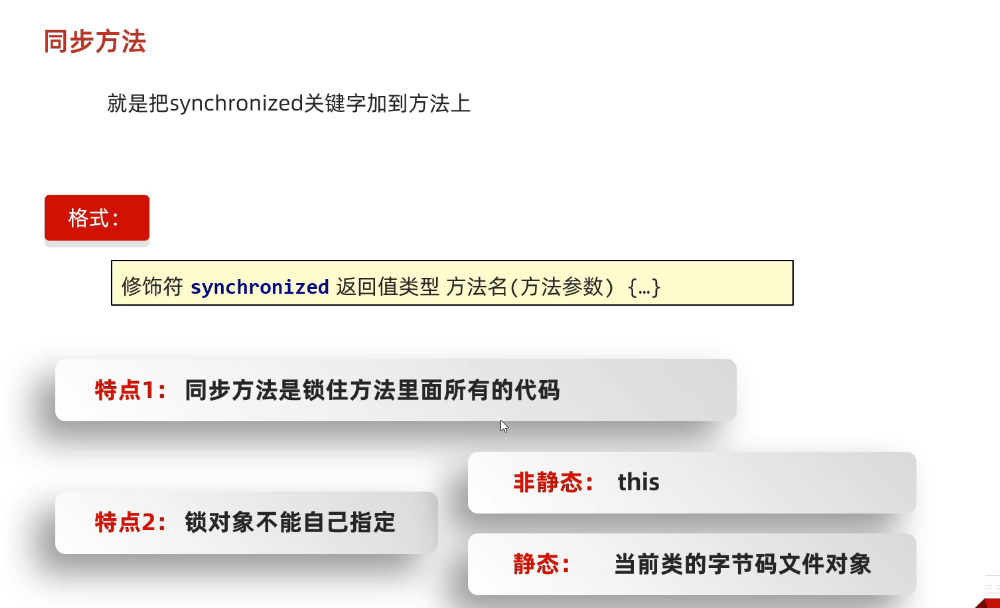 同步方法
就是把synchronized关键字加到方法上
格式：
修饰符 synchronized 返回值类型 方法名(方法参数) {…}
特点1： 同步方法是锁住方法里面所有的代码
特点2： 锁对象不能自己指定
非静态： this
静态： 当前类的字节码文件对象